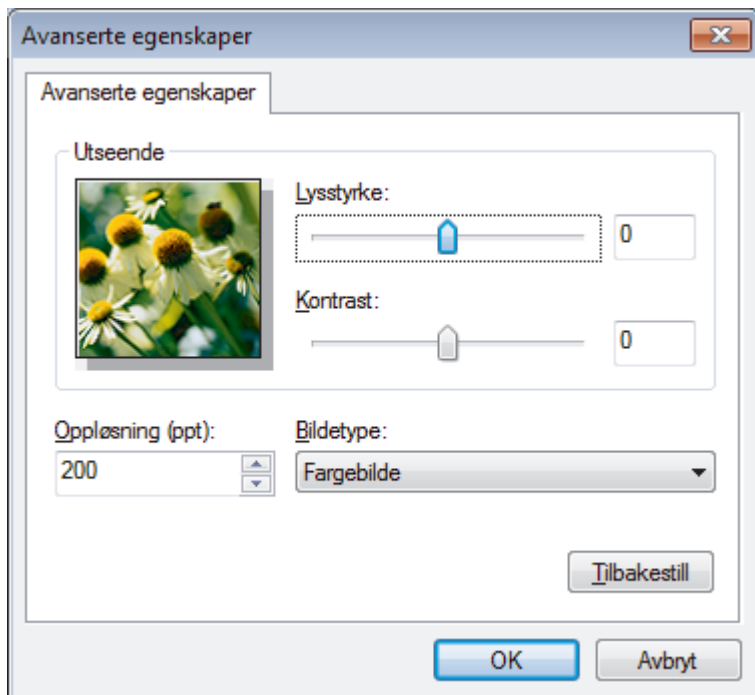 Avanserte egenskaper
Avanserte egenskaper
Utseende
Lysstyrke:
0
Kontrast:
0
Oppløsning (ppt):
200
Bildetype:
Fargebilde
Tilbakestill
OK
Avbryt